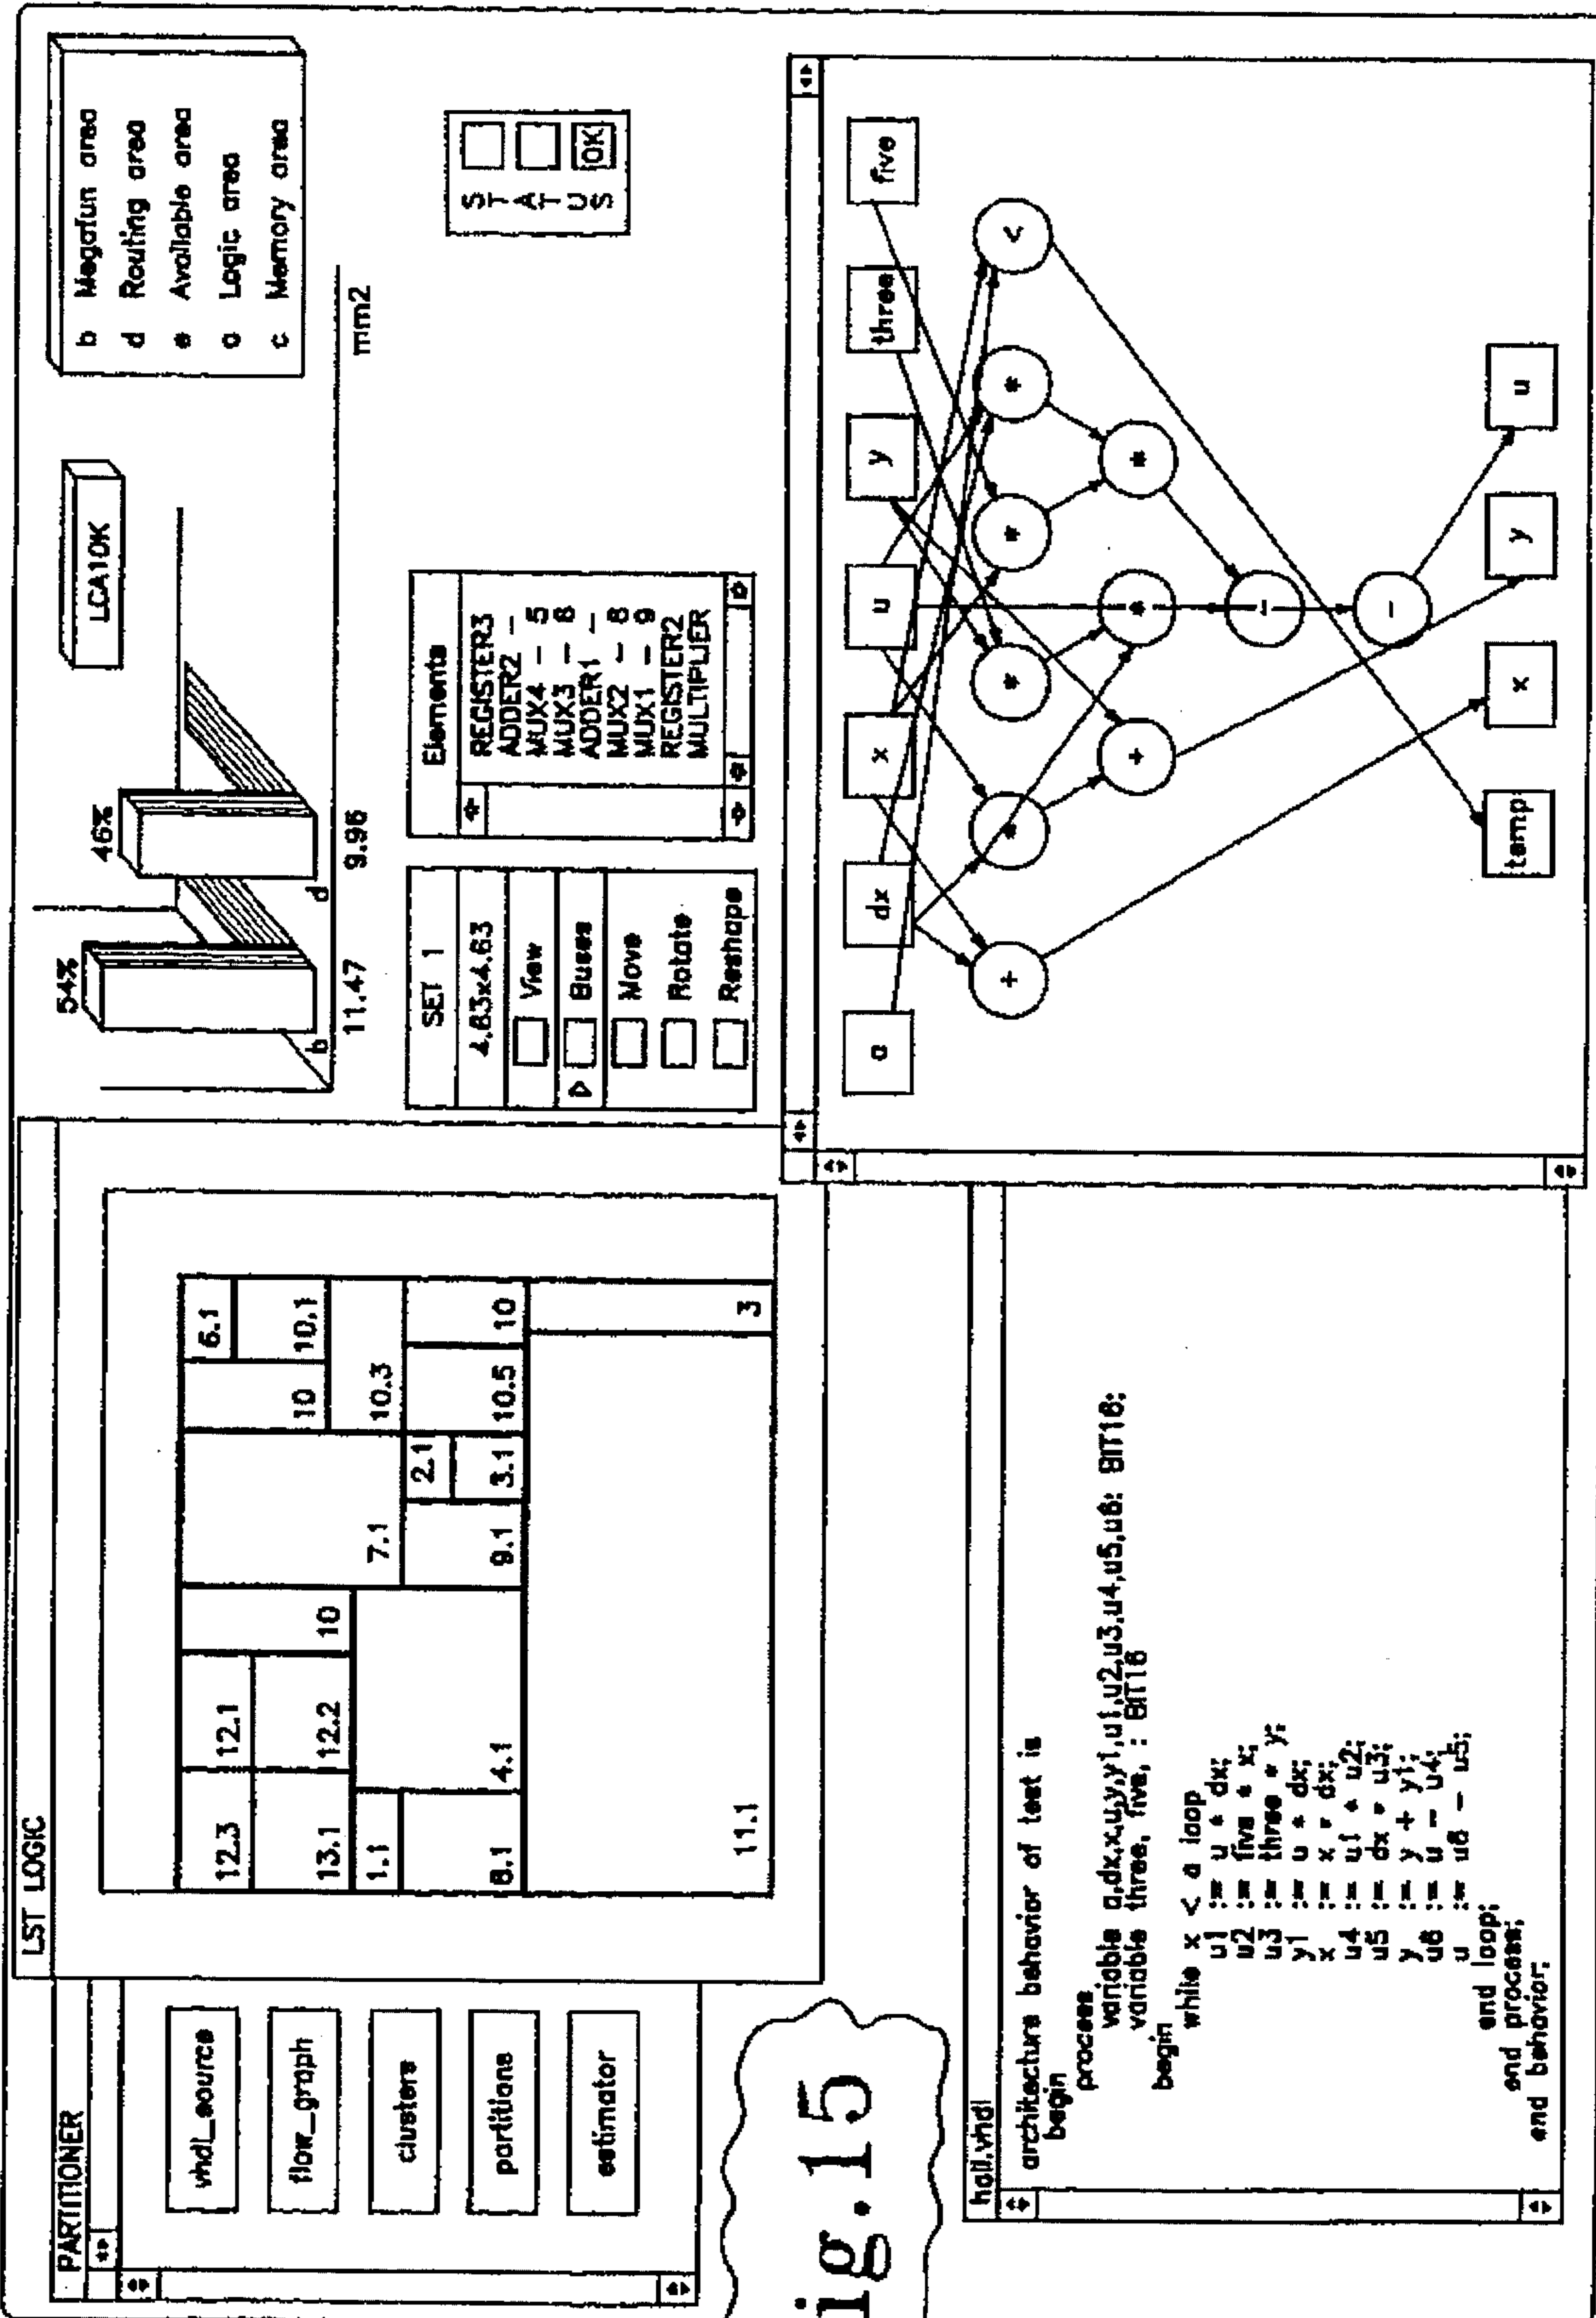 PARTITIONER
vhdl_source
flow_graph
clusters
partitions
estimator
LST LOGIC
12.3
12.1
10
13.1
12.2
1.1
8.1
4.1
7.1
9.1
2.1
3.1
10
6.1
10.1
10.3
10.5
10
11.1
3
54%
46%
b
d
11.47
9.96
mm2
LCA10K
b Megafun area
d Routing area
e Available area
a Logic area
c Memory area
SET 1
4.63x4.63
View
Buses
Move
Rotate
Reshape
Elements
REGISTER3
ADDER2 —
MUX4 — 5
MUX3 — 8
ADDER1 —
MUX2 — 8
MUX1 — 9
REGISTER2
MULTIPLIER
STATUS
OK
ig.15
hall.vhdl
architecture behavior of test is
begin
process
variable a,dx,x,u,y,y1,u1,u2,u3,u4,u5,u6: BIT16;
variable three, five, : BIT16
begin
while x < a loop
u1 := u * dx;
u2 := five * x;
u3 := three * y;
y1 := u * dx;
x := x + dx;
u4 := u1 * u2;
u5 := dx * u3;
y := y + y1;
u6 := u - u4;
u := u6 - u5;
end loop;
end process;
end behavior;
a
dx
x
u
y
three
five
+
*
*
*
*
<
+
*
*
-
-
temp
x
y
u